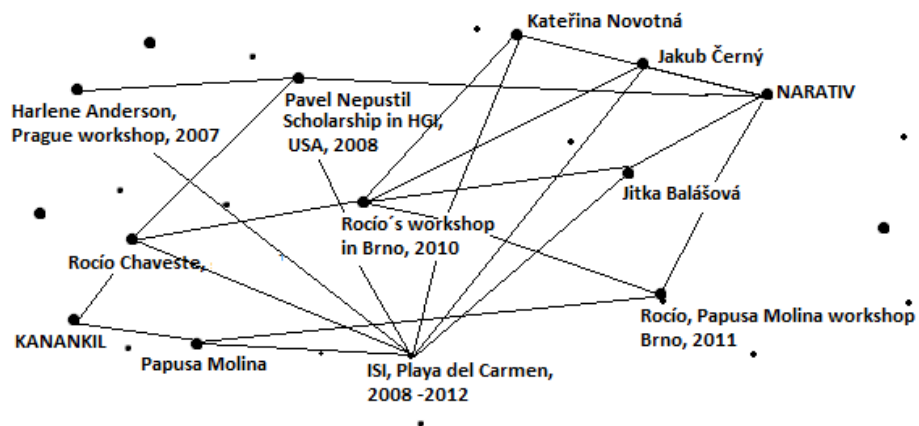 Kateřina Novotná
Jakub Černý
NARATIV
Harlene Anderson,
Prague workshop, 2007
Pavel Nepustil
Scholarship in HGI,
USA, 2008
Jitka Balášová
Rocío´s workshop
in Brno, 2010
Rocío Chaveste,
Rocío, Papusa Molina workshop
Brno, 2011
KANANKIL
Papusa Molina
ISI, Playa del Carmen,
2008 -2012